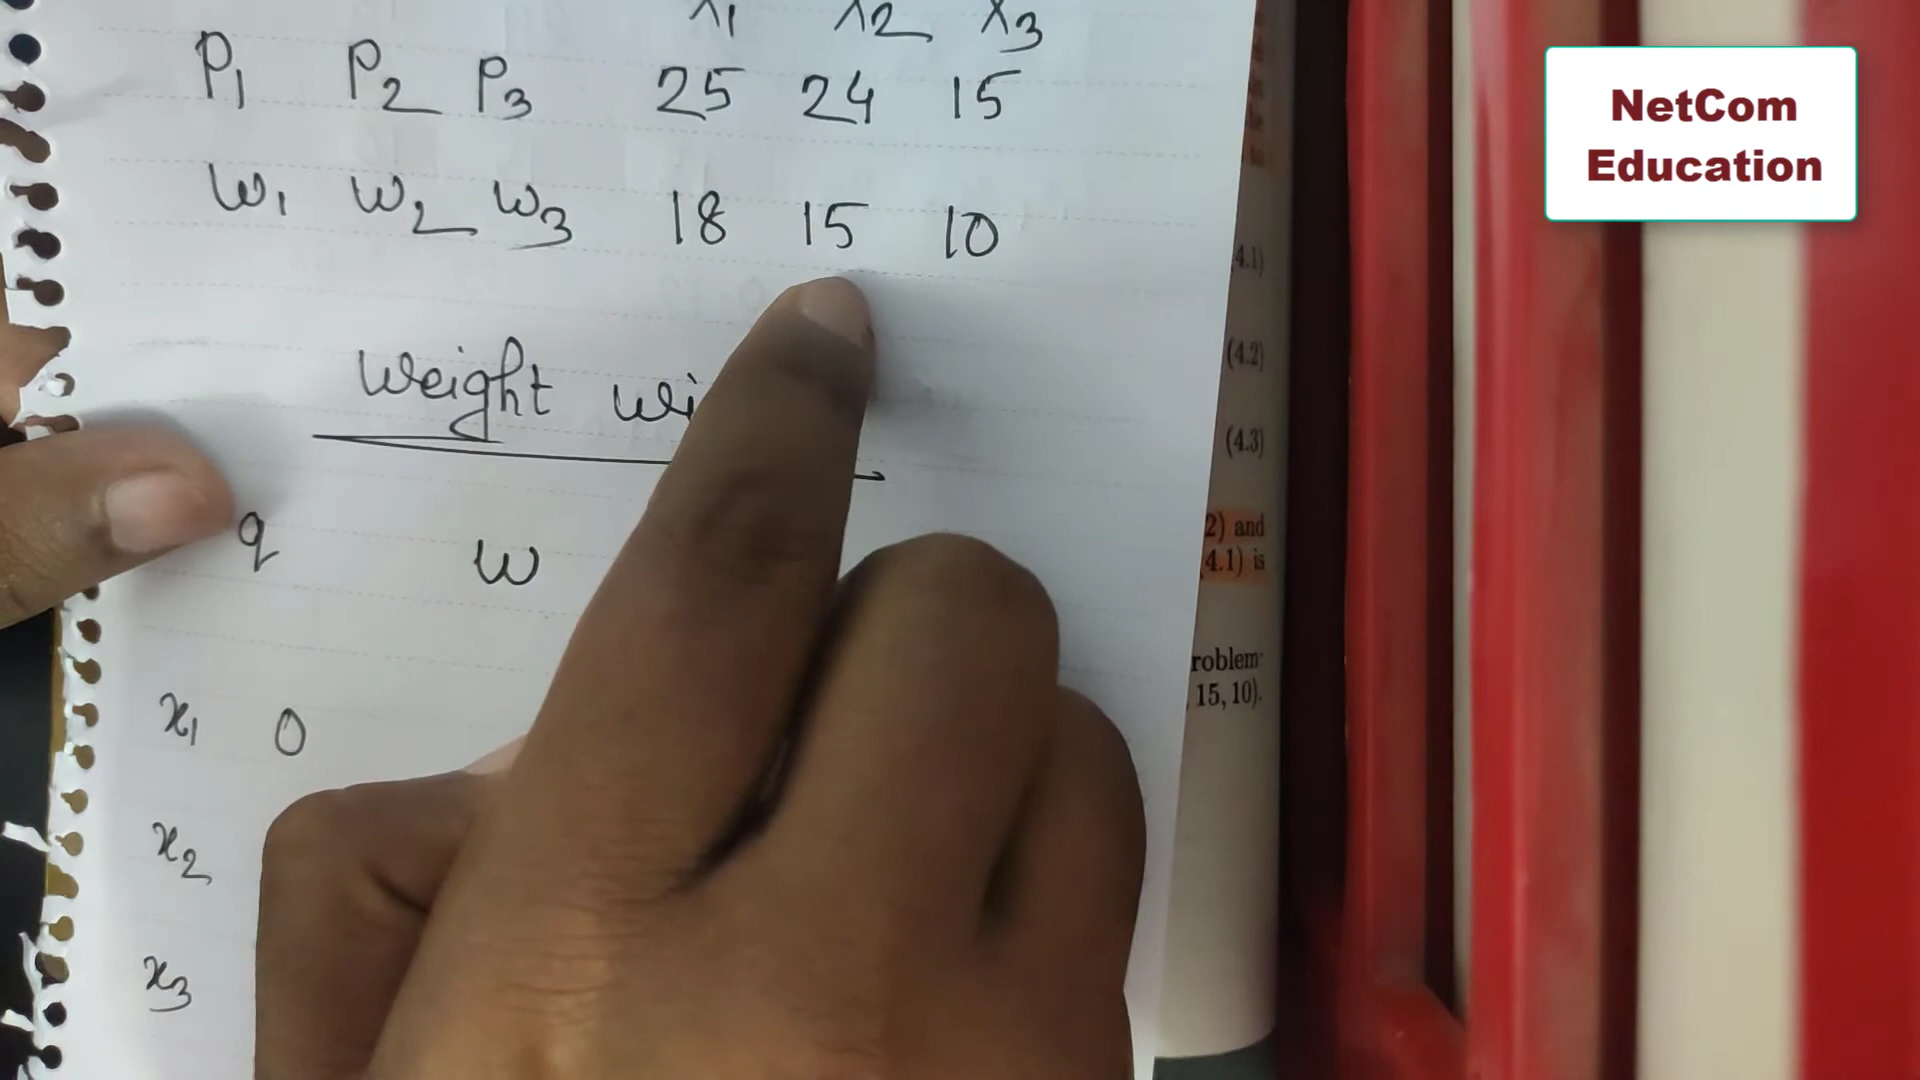 x1 x2 x3
P1 P2 P3 25 24 15
w1 w2 w3 18 15 10
Weight
q w
x1 0
x2
x3
NetCom
Education
4.1)
(4.2)
(4.3)
2) and
4.1) is
roblem:
15, 10).